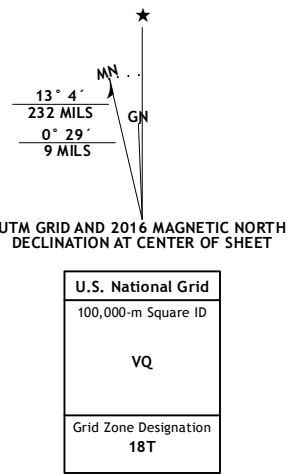 MN
13° 4´
232 MILS
GN
0° 29´
9 MILS
UTM GRID AND 2016 MAGNETIC NORTH
DECLINATION AT CENTER OF SHEET
U.S. National Grid
100,000-m Square ID
VQ
Grid Zone Designation
18T